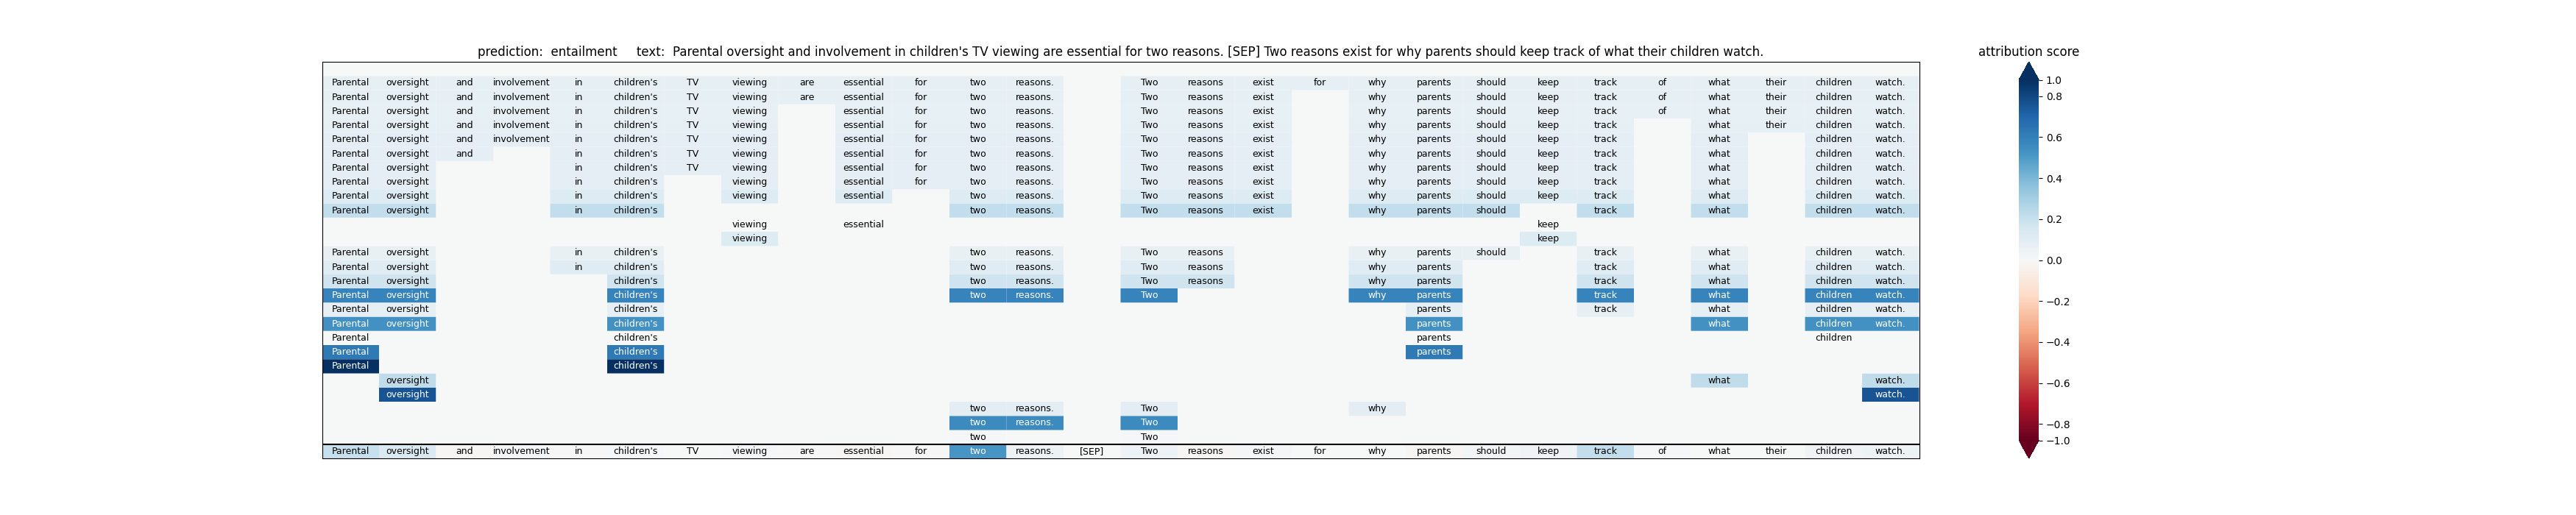 prediction: entailment text: Parental oversight and involvement in children's TV viewing are essential for two reasons. [SEP] Two reasons exist for why parents should keep track of what their children watch.
attribution score
Parental oversight and involvement in children's TV viewing are essential for two reasons. Two reasons exist for why parents should keep track of what their children watch.
Parental oversight and involvement in children's TV viewing are essential for two reasons. Two reasons exist why parents should keep track of what their children watch.
Parental oversight and involvement in children's TV viewing essential for two reasons. Two reasons exist why parents should keep track of what their children watch.
Parental oversight and involvement in children's TV viewing essential for two reasons. Two reasons exist why parents should keep track what their children watch.
Parental oversight and involvement in children's TV viewing essential for two reasons. Two reasons exist why parents should keep track what children watch.
Parental oversight and in children's TV viewing essential for two reasons. Two reasons exist why parents should keep track what children watch.
Parental oversight in children's TV viewing essential for two reasons. Two reasons exist why parents should keep track what children watch.
Parental oversight in children's viewing essential for two reasons. Two reasons exist why parents should keep track what children watch.
Parental oversight in children's viewing essential two reasons. Two reasons exist why parents should keep track what children watch.
Parental oversight in children's two reasons. Two reasons exist why parents should track what children watch.
viewing essential keep
viewing keep
Parental oversight in children's two reasons. Two reasons why parents should track what children watch.
Parental oversight in children's two reasons. Two reasons why parents track what children watch.
Parental oversight children's two reasons. Two reasons why parents track what children watch.
Parental oversight children's two reasons. Two why parents track what children watch.
Parental oversight children's parents track what children watch.
Parental oversight children's parents what children watch.
Parental children's parents children
Parental children's parents
Parental children's
oversight what watch.
oversight watch.
two reasons. Two why
two reasons. Two
two Two
Parental oversight and involvement in children's TV viewing are essential for two reasons. [SEP] Two reasons exist for why parents should keep track of what their children watch.
1.0
0.8
0.6
0.4
0.2
0.0
−0.2
−0.4
−0.6
−0.8
−1.0